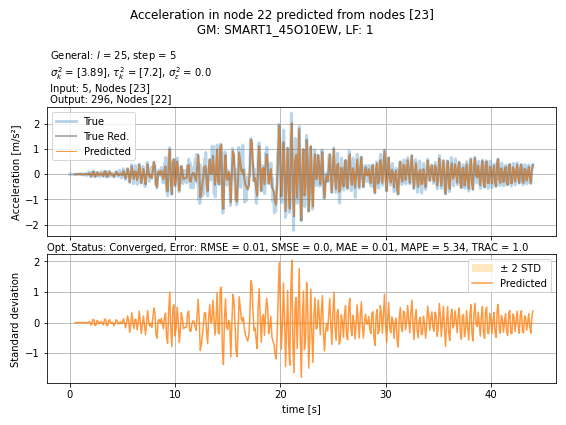 Acceleration in node 22 predicted from nodes [23]
GM: SMART1_45O10EW, LF: 1
General: l = 25, step = 5
σ²ₖ = [3.89], τ²ₖ = [7.2], σ²ε = 0.0
Input: 5, Nodes [23]
Output: 296, Nodes [22]
True
True Red.
Predicted
Acceleration [m/s²]
2
1
0
−1
−2
Opt. Status: Converged, Error: RMSE = 0.01, SMSE = 0.0, MAE = 0.01, MAPE = 5.34, TRAC = 1.0
± 2 STD
Predicted
Standard deviation
2
1
0
−1
0
10
20
30
40
time [s]